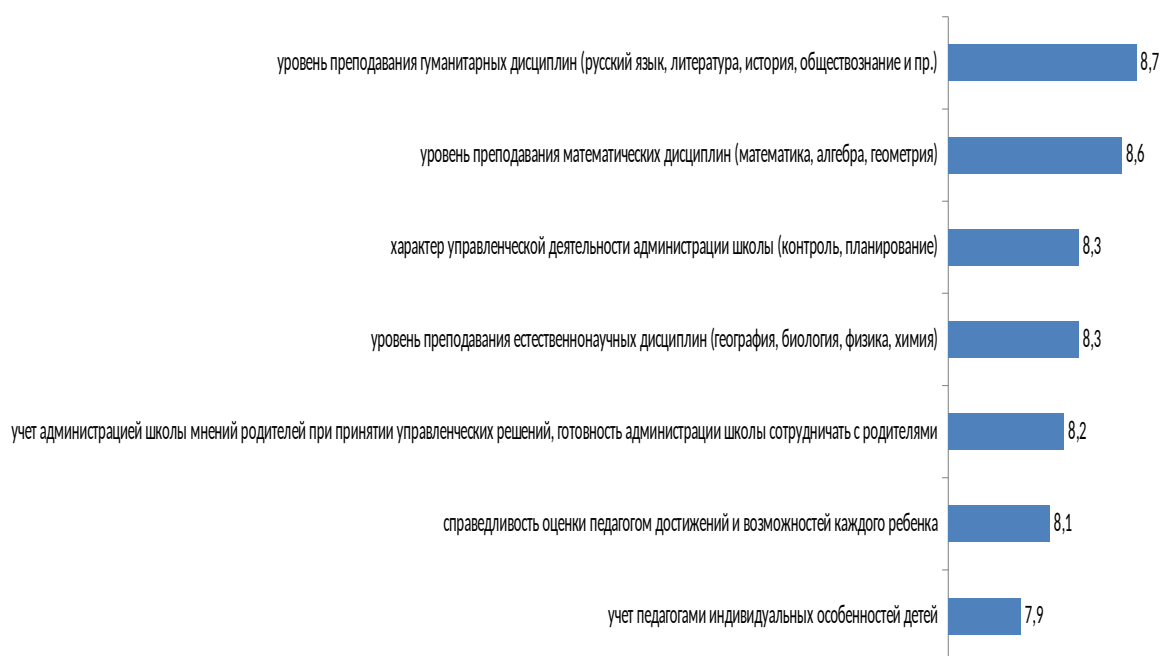 уровень преподавания гуманитарных дисциплин (русский язык, литература, история, обществознание и пр.) 8,7
уровень преподавания математических дисциплин (математика, алгебра, геометрия) 8,6
характер управленческой деятельности администрации школы (контроль, планирование) 8,3
уровень преподавания естественнонаучных дисциплин (география, биология, физика, химия) 8,3
учет администрацией школы мнений родителей при принятии управленческих решений, готовность администрации школы сотрудничать с родителями 8,2
справедливость оценки педагогом достижений и возможностей каждого ребенка 8,1
учет педагогами индивидуальных особенностей детей 7,9